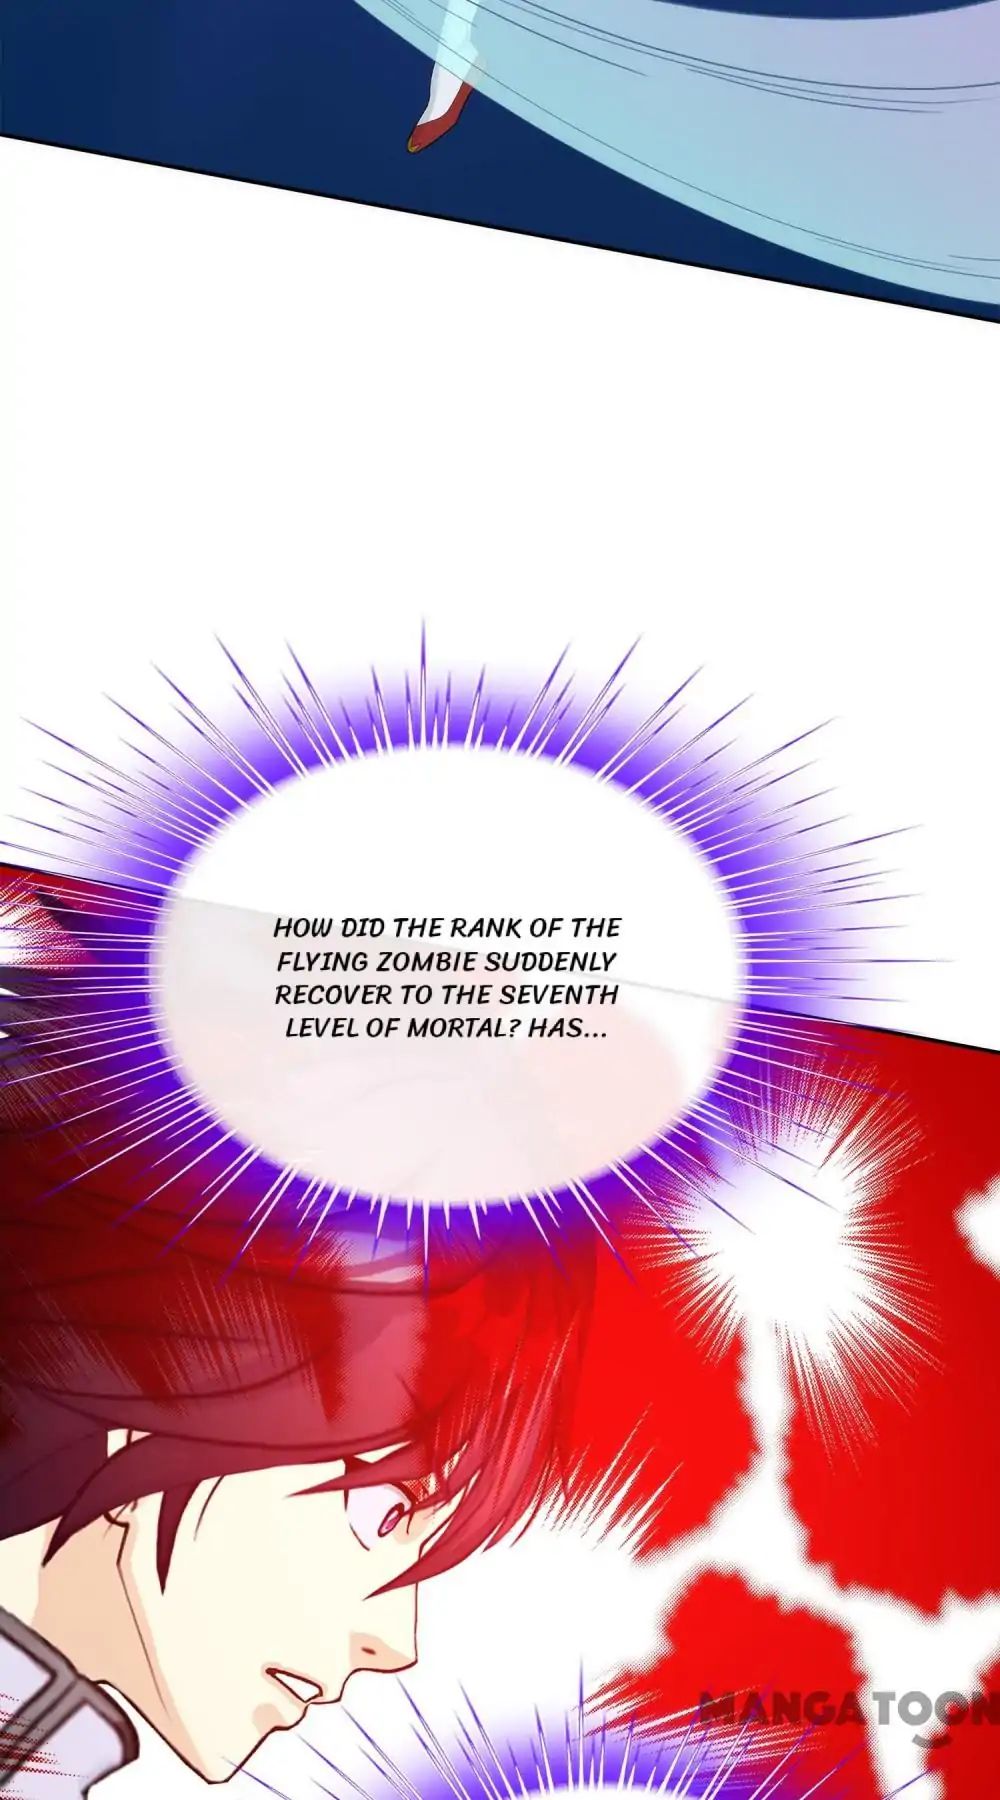 HOW DID THE RANK OF THE
FLYING ZOMBIE SUDDENLY
RECOVER TO THE SEVENTH
LEVEL OF MORTAL? HAS...
MANGATOON